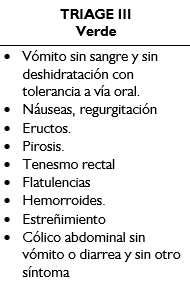 TRIAGE III
Verde
• Vómito sin sangre y sin
deshidratación con
tolerancia a vía oral.
• Náuseas, regurgitación
• Eructos.
• Pirosis.
• Tenesmo rectal
• Flatulencias
• Hemorroides.
• Estreñimiento
• Cólico abdominal sin
vómito o diarrea y sin otro
síntoma